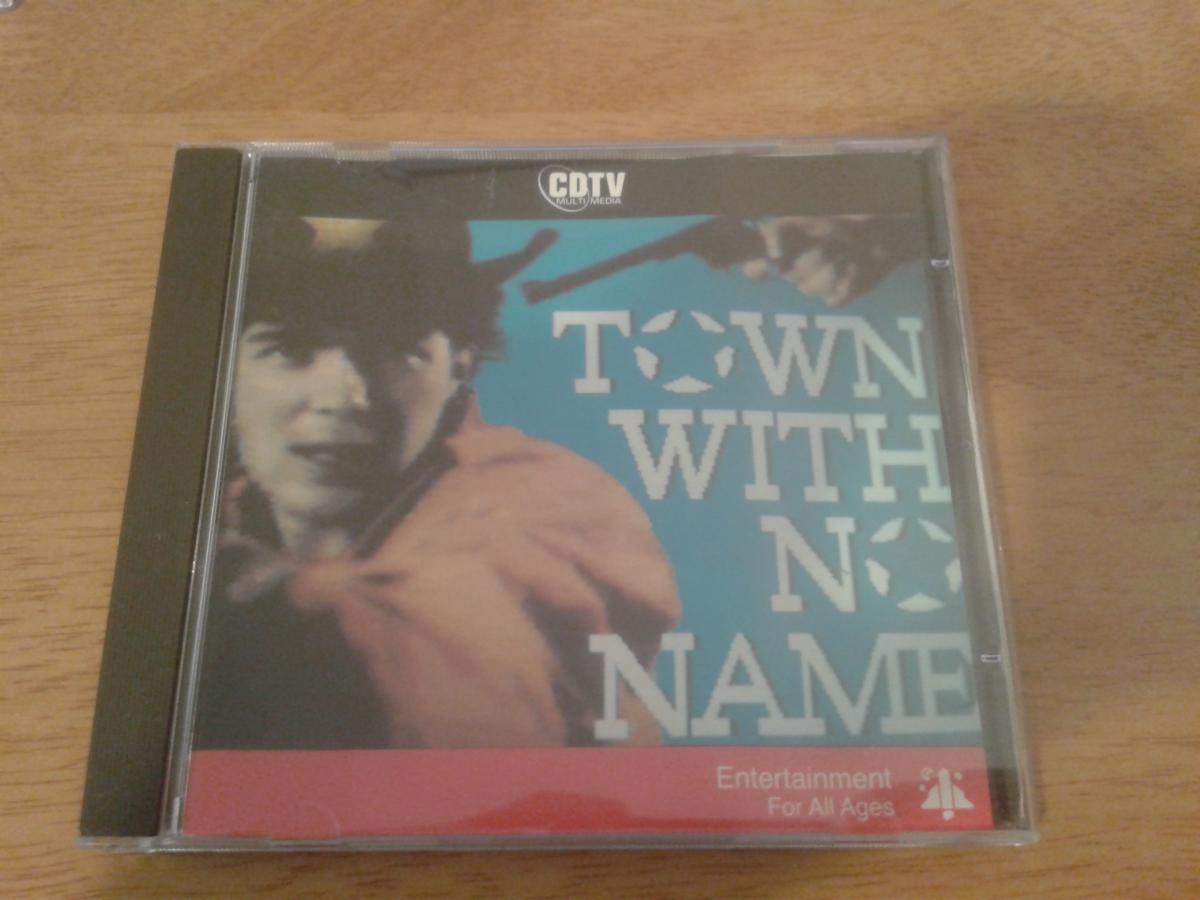 CDTV
MULTIMEDIA
TOWN
WITH
NO
NAME
Entertainment
For All Ages